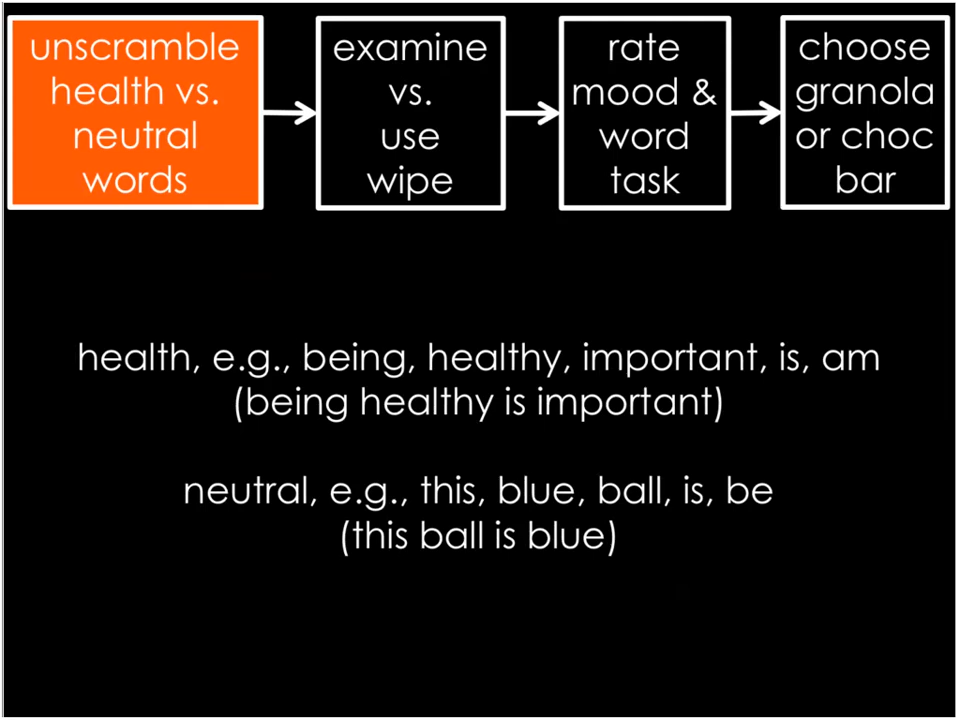 unscramble
health vs.
neutral
words
examine
vs.
use
wipe
rate
mood &
word
task
choose
granola
or choc
bar
health, e.g., being, healthy, important, is, am
(being healthy is important)
neutral, e.g., this, blue, ball, is, be
(this ball is blue)